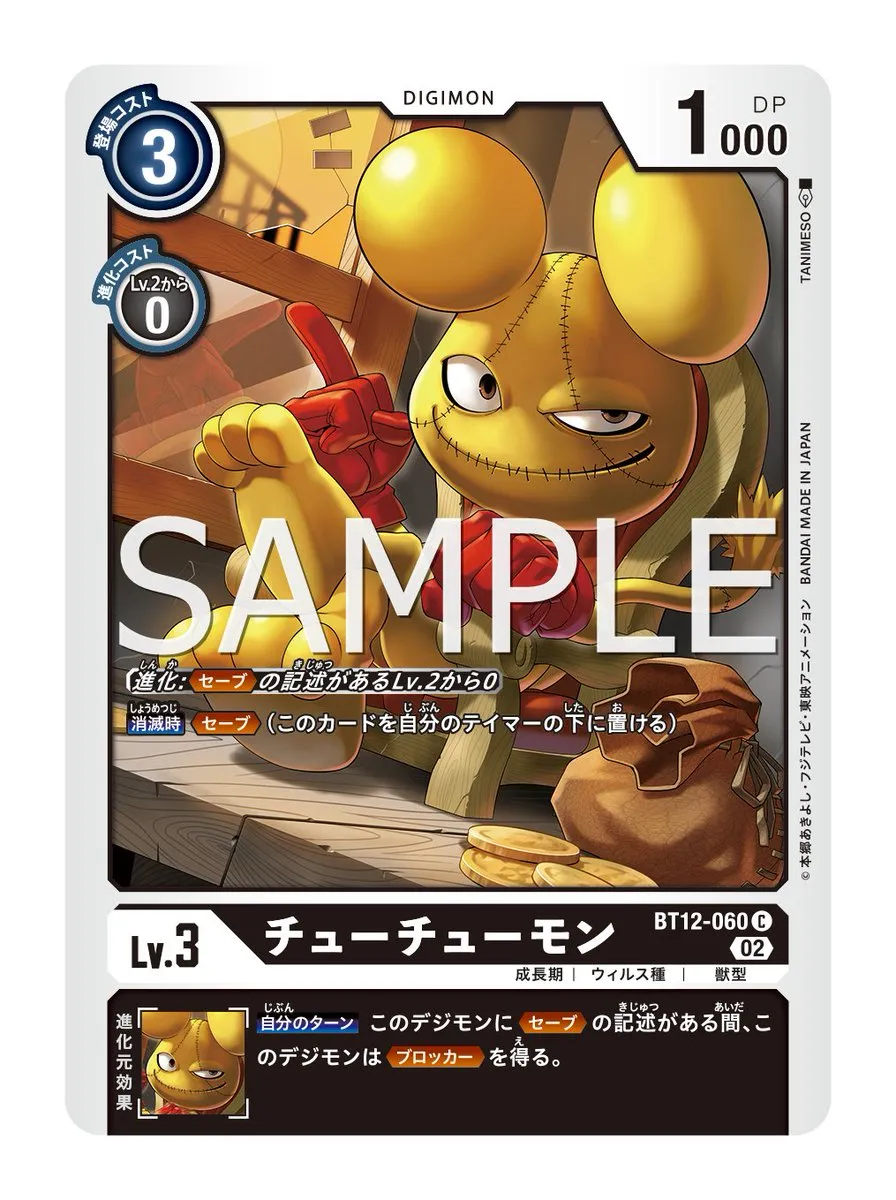 DIGIMON
登場コスト
3
DP
1000
進化コスト
Lv.2から
0
TANIMESO
SAMPLE
進化:セーブの記述があるLv.2から0
消滅時 セーブ(このカードを自分のテイマーの下に置ける)
©本郷あきよし・フジテレビ・東映アニメーション BANDAI MADE IN JAPAN
BT12-060 C
Lv.3
チューチューモン
02
成長期 | ウィルス種 | 獣型
進化元効果
自分のターン このデジモンに セーブ の記述がある間、こ
のデジモンは ブロッカー を得る。